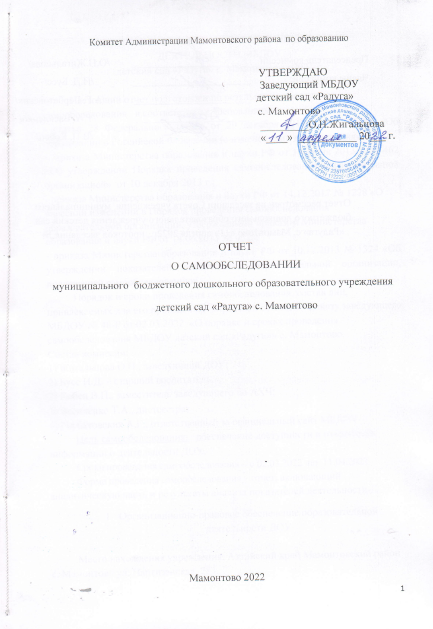 Комитет Администрации Мамонтовского района по образованию
УТВЕРЖДАЮ
Заведующий МБДОУ
детский сад «Радуга»
с. Мамонтово
О.Н.Жигальцова
« 11 » апреля 2022 г.
документов
ОТЧЕТ
О САМООБСЛЕДОВАНИИ
муниципального бюджетного дошкольного образовательного учреждения
детский сад «Радуга» с. Мамонтово
Мамонтово 2022
1